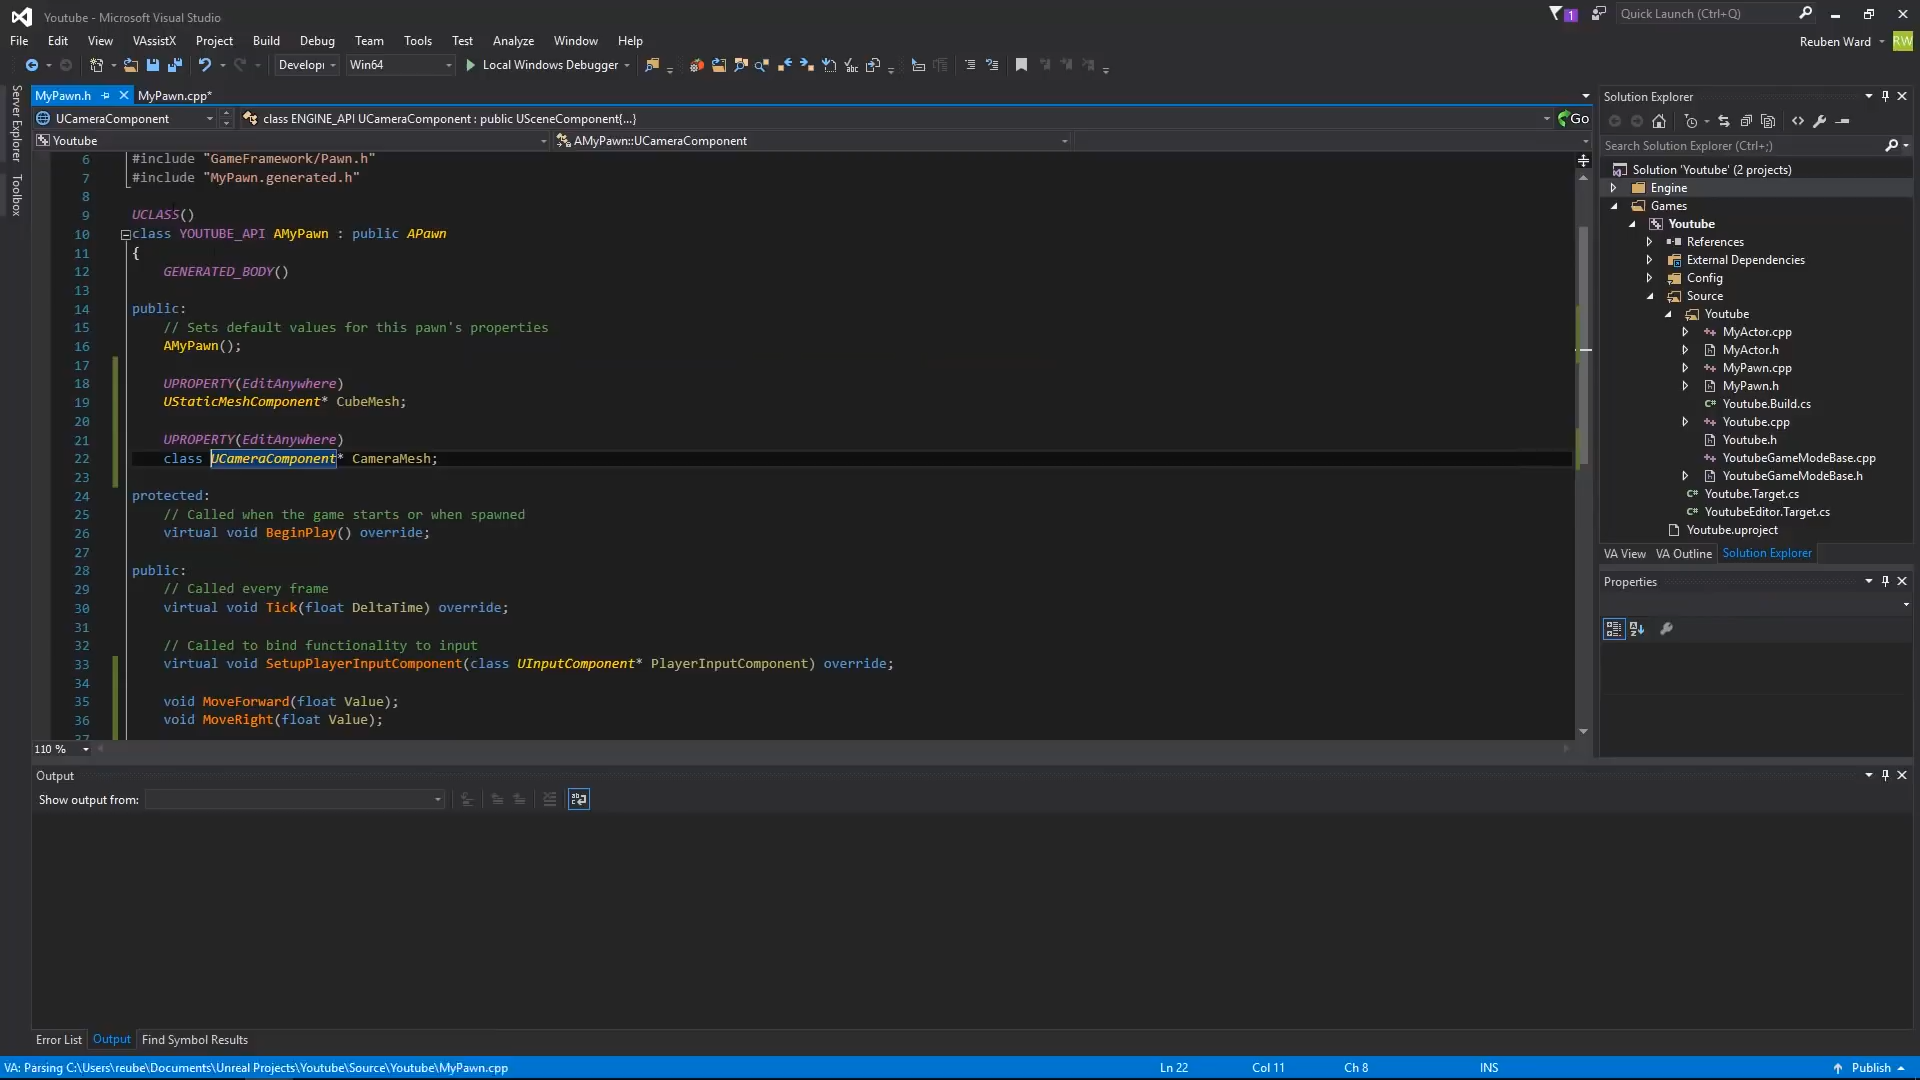 Youtube - Microsoft Visual Studio
1
Quick Launch (Ctrl+Q)
File Edit View VAssistX Project Build Debug Team Tools Test Analyze Window Help
Reuben Ward RW
Developi Win64 Local Windows Debugger
Server Explorer
Toolbox
MyPawn.h MyPawn.cpp*
UCameraComponent class ENGINE_API UCameraComponent : public USceneComponent{...} Go
Youtube AMyPawn::UCameraComponent
6 #include "GameFramework/Pawn.h"
7 #include "MyPawn.generated.h"
8
9 UCLASS()
10 class YOUTUBE_API AMyPawn : public APawn
11 {
12 GENERATED_BODY()
13
14 public:
15 // Sets default values for this pawn's properties
16 AMyPawn();
17
18 UPROPERTY(EditAnywhere)
19 UStaticMeshComponent* CubeMesh;
20
21 UPROPERTY(EditAnywhere)
22 class UCameraComponent* CameraMesh;
23
24 protected:
25 // Called when the game starts or when spawned
26 virtual void BeginPlay() override;
27
28 public:
29 // Called every frame
30 virtual void Tick(float DeltaTime) override;
31
32 // Called to bind functionality to input
33 virtual void SetupPlayerInputComponent(class UInputComponent* PlayerInputComponent) override;
34
35 void MoveForward(float Value);
36 void MoveRight(float Value);
37
110 %
Solution Explorer
Search Solution Explorer (Ctrl+;)
Solution 'Youtube' (2 projects)
Engine
Games
Youtube
References
External Dependencies
Config
Source
Youtube
MyActor.cpp
MyActor.h
MyPawn.cpp
MyPawn.h
Youtube.Build.cs
Youtube.cpp
Youtube.h
YoutubeGameModeBase.cpp
YoutubeGameModeBase.h
Youtube.Target.cs
YoutubeEditor.Target.cs
Youtube.uproject
VA View VA Outline Solution Explorer
Properties
Output
Show output from:
Error List Output Find Symbol Results
VA: Parsing C:\Users\reube\Documents\Unreal Projects\Youtube\Source\Youtube\MyPawn.cpp Ln 22 Col 11 Ch 8 INS Publish